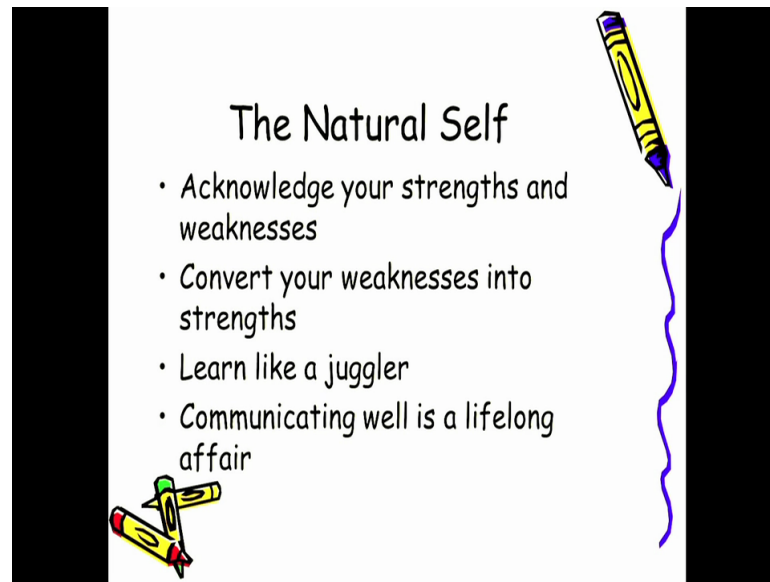 The Natural Self
• Acknowledge your strengths and
weaknesses
• Convert your weaknesses into
strengths
• Learn like a juggler
• Communicating well is a lifelong
affair